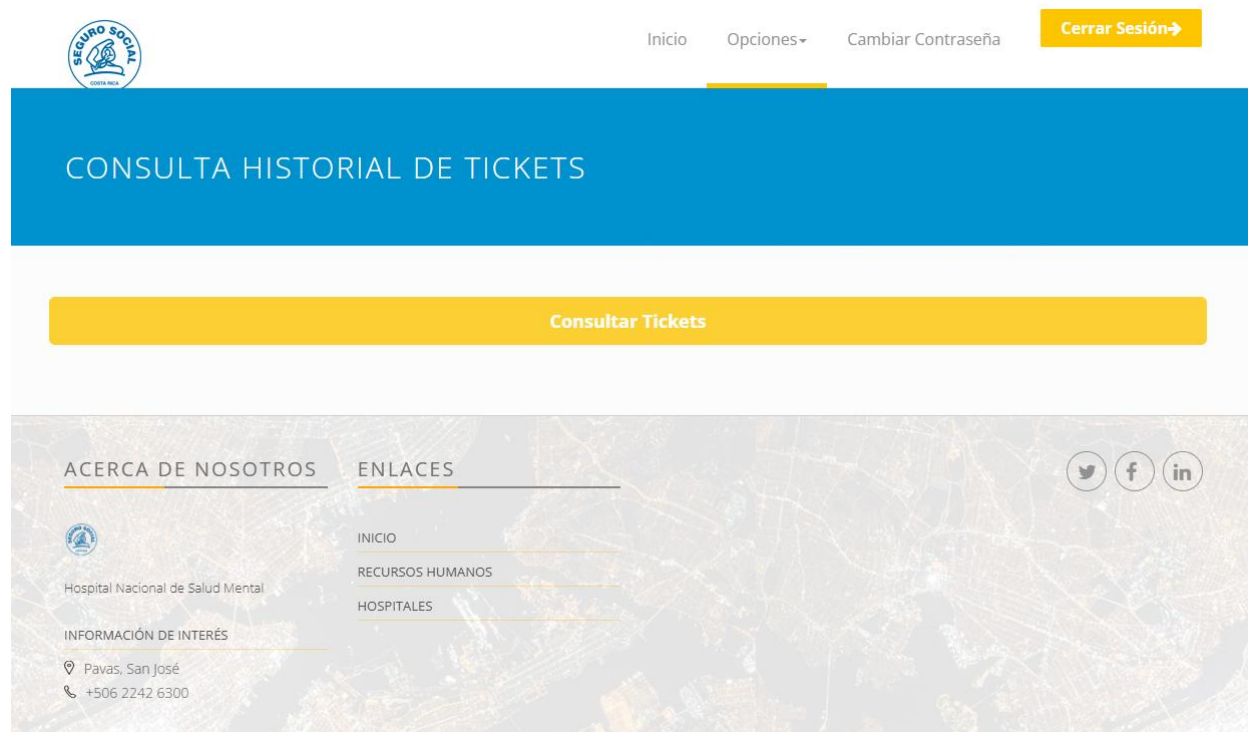 SEGURO SOCIAL
COSTA RICA
Inicio
Opciones
Cambiar Contraseña
Cerrar Sesión
CONSULTA HISTORIAL DE TICKETS
Consultar Tickets
ACERCA DE NOSOTROS
ENLACES
in
SEGURO SOCIAL
INICIO
RECURSOS HUMANOS
Hospital Nacional de Salud Mental
HOSPITALES
INFORMACIÓN DE INTERÉS
Pavas, San José
+506 2242 6300